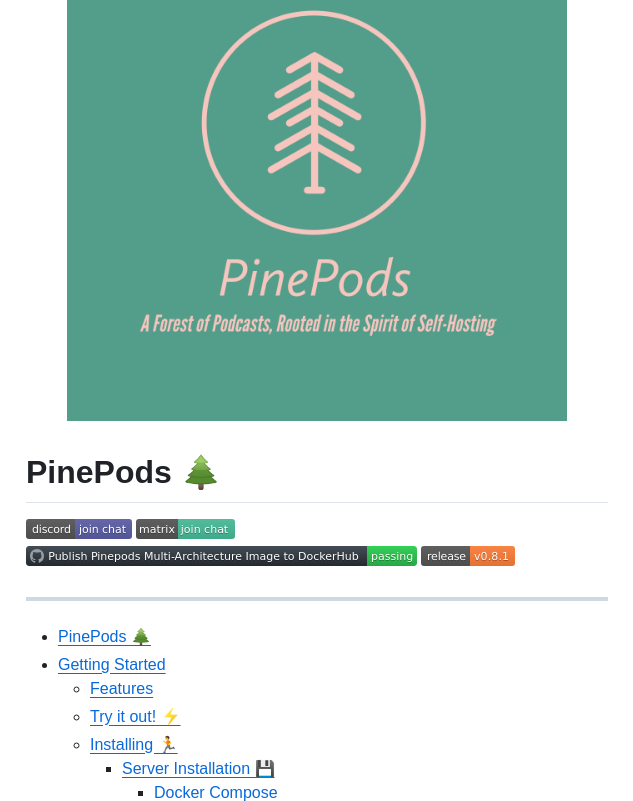 PinePods
A Forest of Podcasts, Rooted in the Spirit of Self-Hosting
PinePods 🌲
discord join chat matrix join chat
Publish Pinepods Multi-Architecture Image to DockerHub passing release v0.8.1
PinePods 🌲
Getting Started
Features
Try it out! ⚡
Installing 🏃
Server Installation 💾
Docker Compose